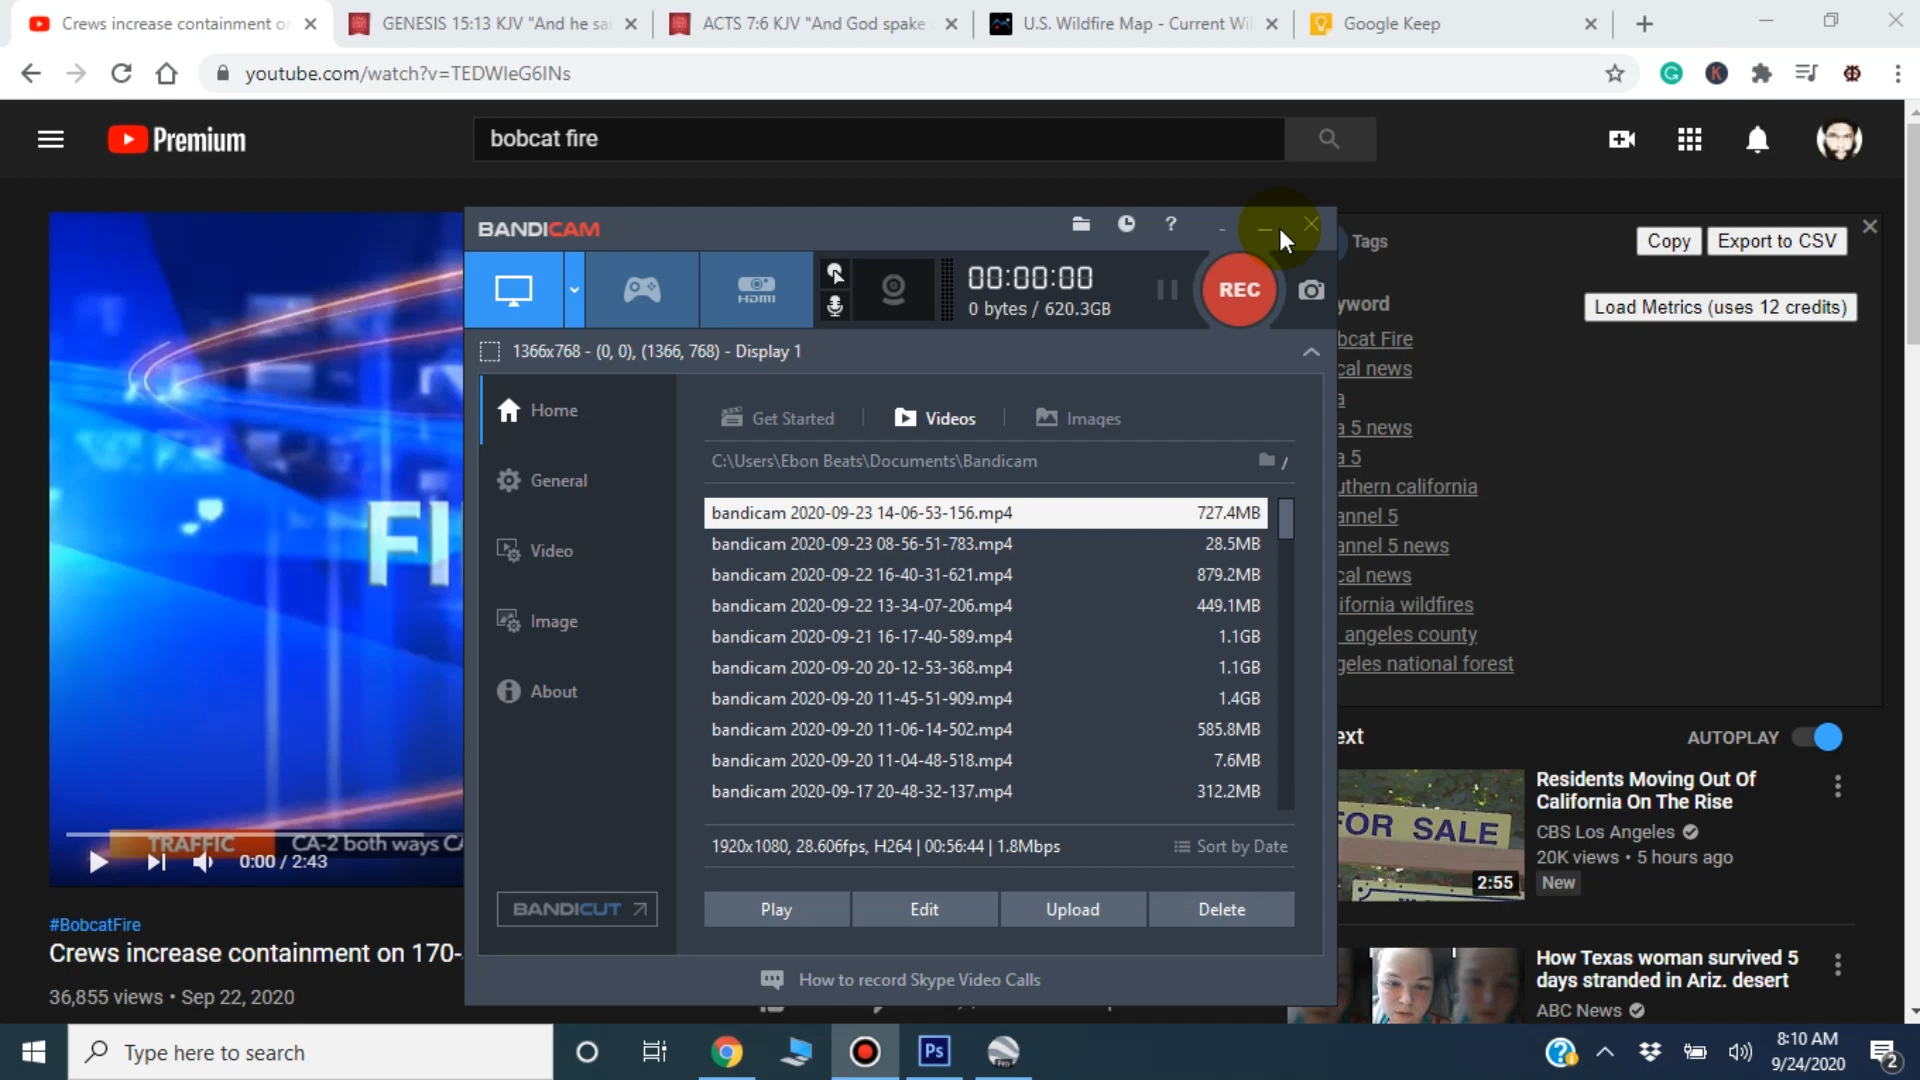 Crews increase containment or
GENESIS 15:13 KJV "And he sai
ACTS 7:6 KJV "And God spake
U.S. Wildfire Map - Current Wi
Google Keep
youtube.com/watch?v=TEDWIeG6INs
K
Premium
bobcat fire
BANDICAM
?
00:00:00
0 bytes / 620.3GB
HDMI
REC
1366x768 - (0, 0), (1366, 768) - Display 1
Home
General
Video
Image
About
BANDICUT
Get Started
Videos
Images
C:\Users\Ebon Beats\Documents\Bandicam
/
bandicam 2020-09-23 14-06-53-156.mp4 727.4MB
bandicam 2020-09-23 08-56-51-783.mp4 28.5MB
bandicam 2020-09-22 16-40-31-621.mp4 879.2MB
bandicam 2020-09-22 13-34-07-206.mp4 449.1MB
bandicam 2020-09-21 16-17-40-589.mp4 1.1GB
bandicam 2020-09-20 20-12-53-368.mp4 1.1GB
bandicam 2020-09-20 11-45-51-909.mp4 1.4GB
bandicam 2020-09-20 11-06-14-502.mp4 585.8MB
bandicam 2020-09-20 11-04-48-518.mp4 7.6MB
bandicam 2020-09-17 20-48-32-137.mp4 312.2MB
1920x1080, 28.606fps, H264 | 00:56:44 | 1.8Mbps
Sort by Date
Play
Edit
Upload
Delete
How to record Skype Video Calls
Tags
Copy
Export to CSV
yword
Load Metrics (uses 12 credits)
bcat Fire
cal news
a
a 5 news
a 5
uthern california
annel 5
annel 5 news
cal news
ifornia wildfires
angeles county
geles national forest
FI
TRAFFIC
CA-2 both ways CA
0:00 / 2:43
#BobcatFire
Crews increase containment on 170-
36,855 views • Sep 22, 2020
ext
AUTOPLAY
FOR SALE
2:55
Residents Moving Out Of
California On The Rise
CBS Los Angeles
20K views • 5 hours ago
New
How Texas woman survived 5
days stranded in Ariz. desert
ABC News
Type here to search
Ps
Pro
?
8:10 AM
9/24/2020
2